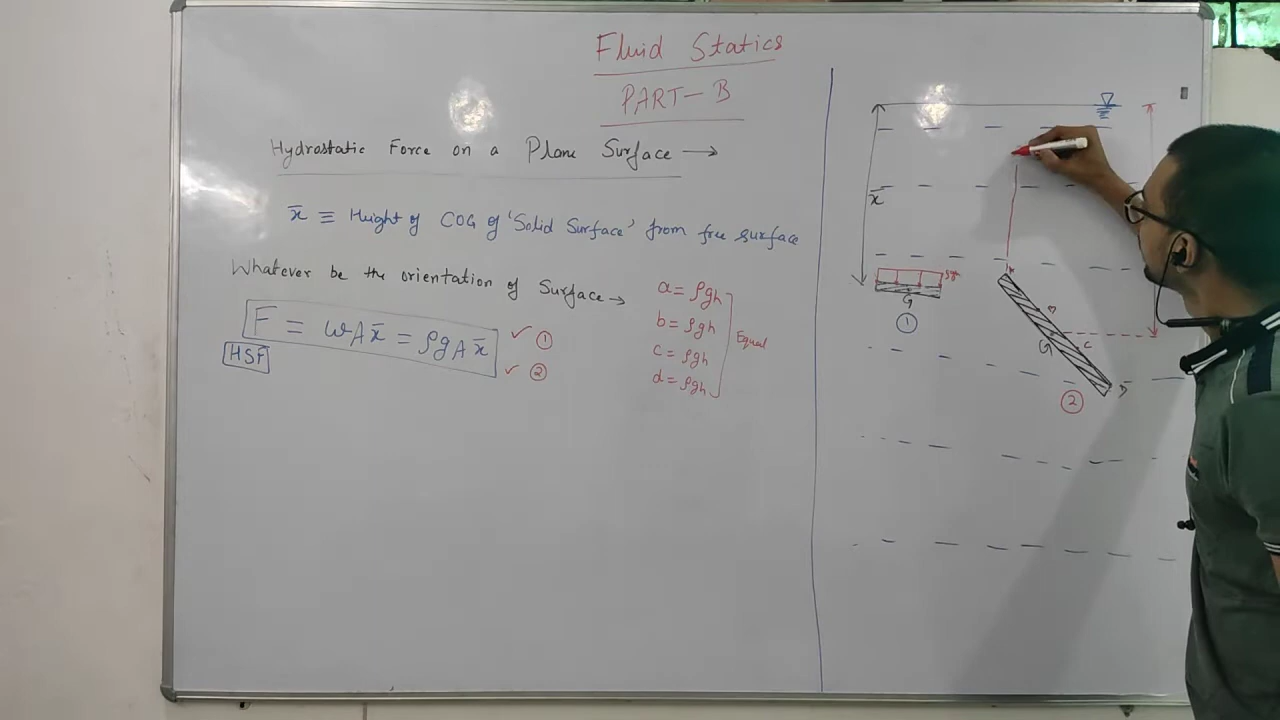 Fluid Statics
PART-B
Hydrostatic Force on a Plane Surface →
x̄ ≡ Height of COG of 'Solid Surface' from free surface
Whatever be the orientation of Surface →
F = wAx̄ = ρgAx̄ ✓ ①
HSF ✓ ②
a = ρgh
b = ρgh
c = ρgh
d = ρgh
Equal
x̄
G
①
A
B
G
C
D
②